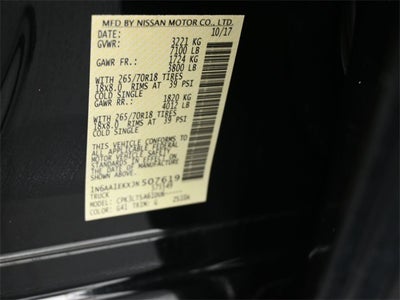 MFD BY NISSAN MOTOR CO., LTD.
DATE: 10/17
GVWR: 3221 KG
7100 LB
GAWR FR.: 1724 KG
3800 LB
WITH 265/70R18 TIRES
18X8.0 RIMS AT 39 PSI
COLD SINGLE
GAWR RR.: 1820 KG
4012 LB
WITH 265/70R18 TIRES
18X8.0 RIMS AT 39 PSI
COLD SINGLE
THIS VEHICLE CONFORMS TO
ALL APPLICABLE FEDERAL
MOTOR VEHICLE SAFETY
STANDARDS IN EFFECT ON
THE DATE OF MANUFACTURE
SHOWN ABOVE.
1N6AA1EKXJN507619
TRUCK
MODEL:
COLOR: G41 TRIM: G